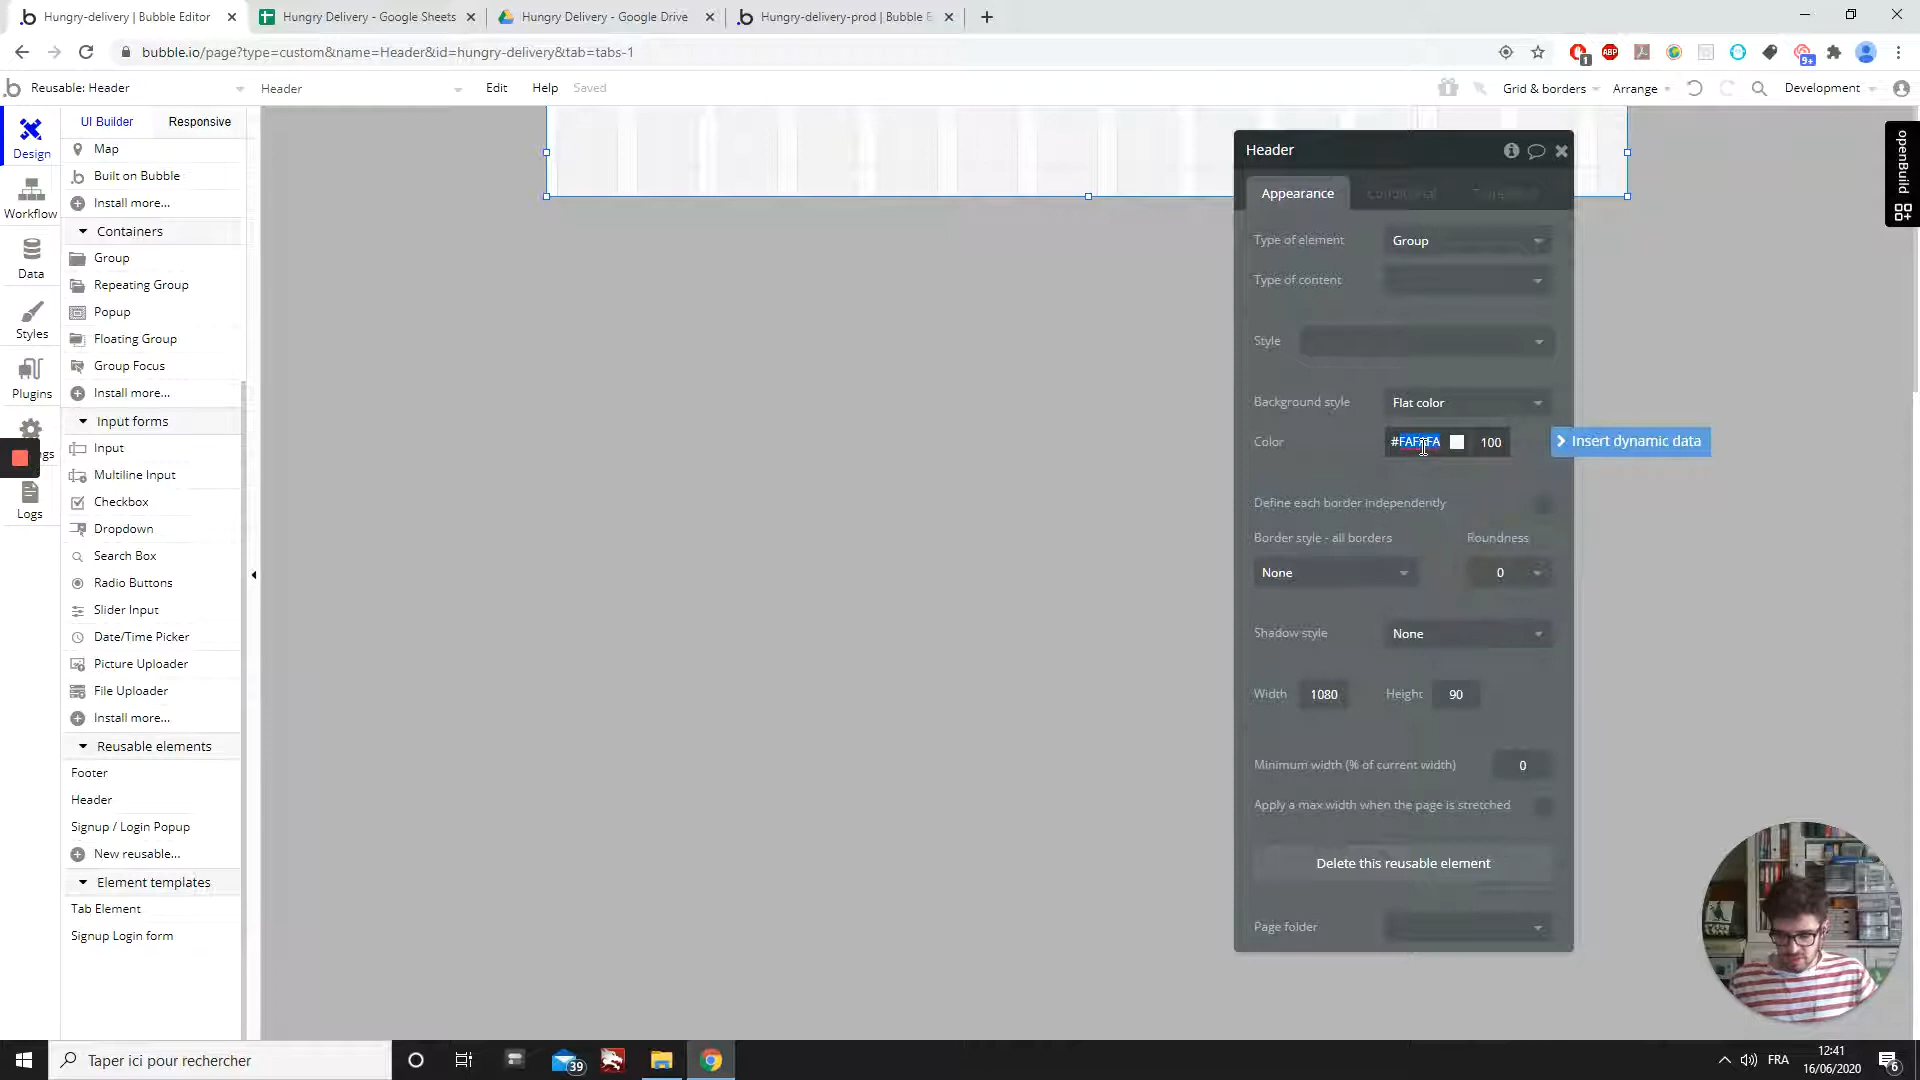 Hungry-delivery | Bubble Editor
Hungry Delivery - Google Sheets
Hungry Delivery - Google Drive
Hungry-delivery-prod | Bubble E
bubble.io/page?type=custom&name=Header&id=hungry-delivery&tab=tabs-1
1
ABP
9+
Reusable: Header
Header
Edit
Help
Saved
Grid & borders
Arrange
Development
Design
Workflow
Data
Styles
Plugins
ngs
Logs
UI Builder
Responsive
Map
Built on Bubble
Install more...
Containers
Group
Repeating Group
Popup
Floating Group
Group Focus
Install more...
Input forms
Input
Multiline Input
Checkbox
Dropdown
Search Box
Radio Buttons
Slider Input
Date/Time Picker
Picture Uploader
File Uploader
Install more...
Reusable elements
Footer
Header
Signup / Login Popup
New reusable...
Element templates
Tab Element
Signup Login form
Header
Appearance
Conditional
Type of element
Group
Type of content
Style
Background style
Flat color
Color
#FAFAFA
100
Insert dynamic data
Define each border independently
Border style - all borders
Roundness
None
0
Shadow style
None
Width
1080
Height
90
Minimum width (% of current width)
0
Apply a max width when the page is stretched
Delete this reusable element
Page folder
openBuild
Taper ici pour rechercher
39
FRA
12:41
16/06/2020
6